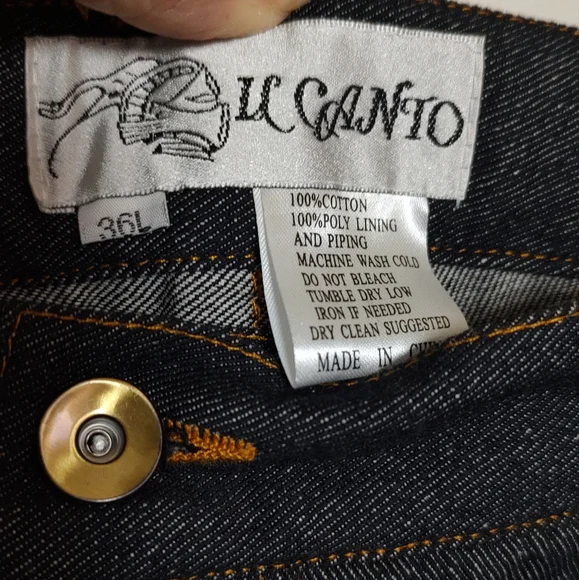 IL CANTO
36L
100%COTTON
100%POLY LINING
AND PIPING
MACHINE WASH COLD
DO NOT BLEACH
TUMBLE DRY LOW
IRON IF NEEDED
DRY CLEAN SUGGESTED
MADE IN